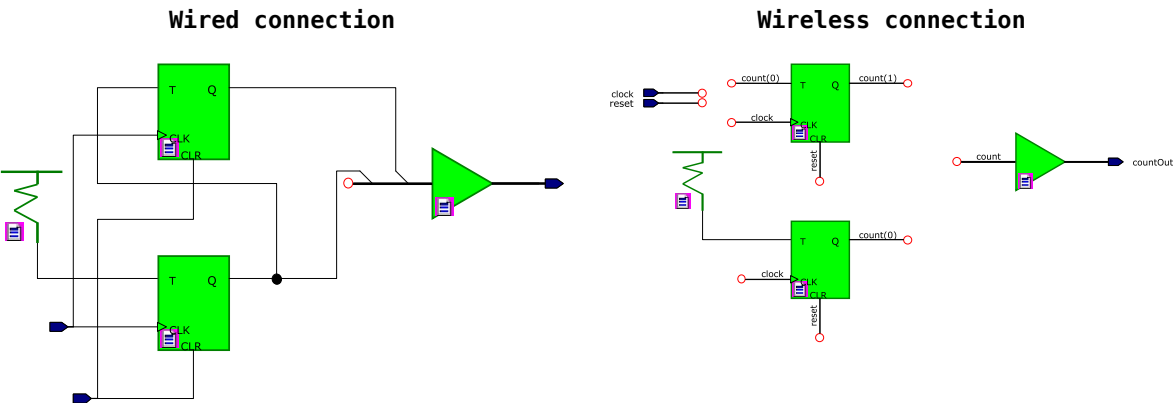 Wired connection
T Q
CLK
CLR
T Q
CLK
CLR
Wireless connection
clock
reset
count(0)
T Q
count(1)
clock
CLK
CLR
reset
count
countOut
T Q
count(0)
clock
CLK
CLR
reset